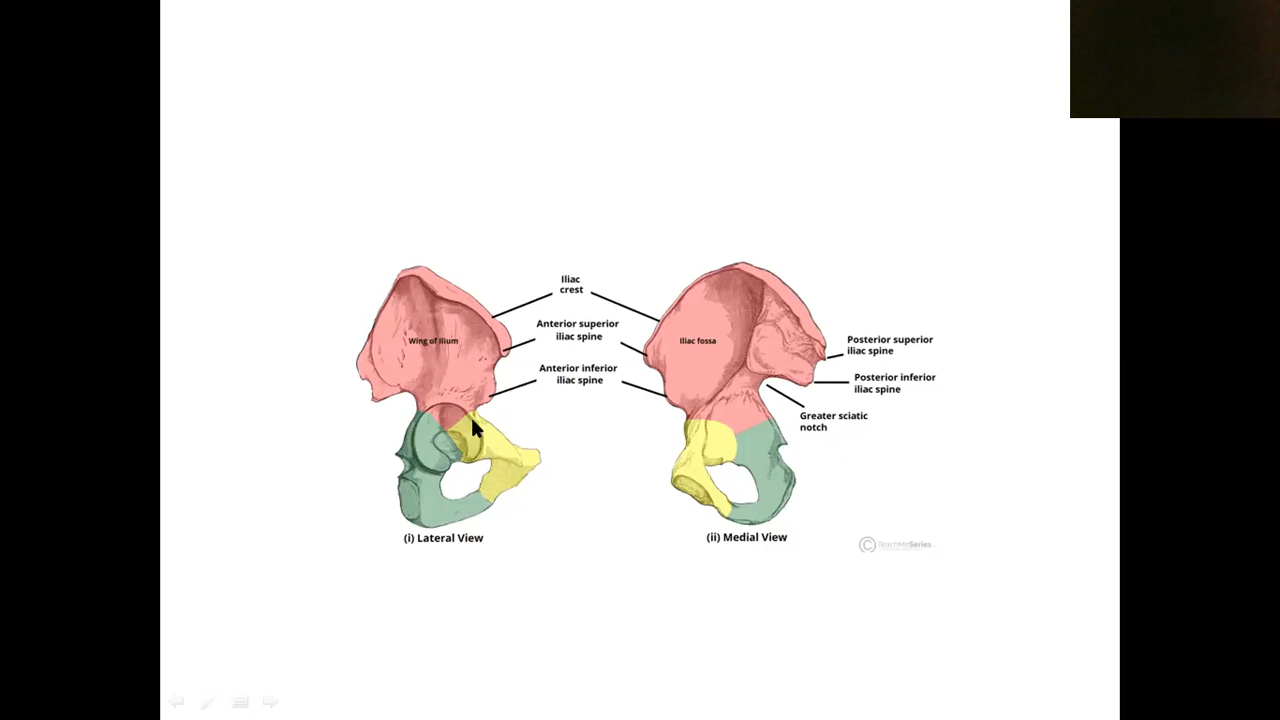 Iliac
crest
Anterior superior
iliac spine
Wing of ilium
Iliac fossa
Posterior superior
iliac spine
Anterior inferior
iliac spine
Posterior inferior
iliac spine
Greater sciatic
notch
(i) Lateral View
(ii) Medial View
© TeachMeSeries